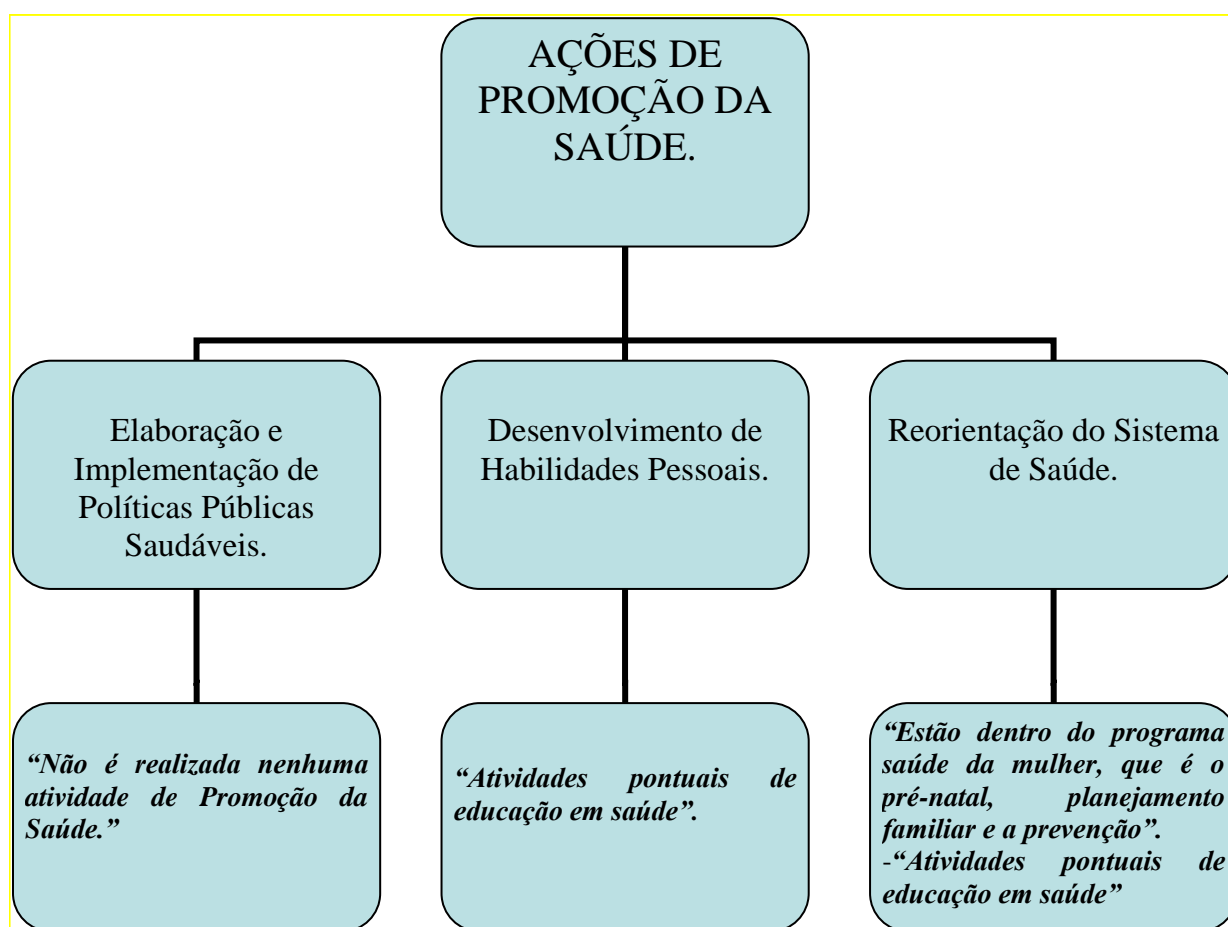 AÇÕES DE
PROMOÇÃO DA
SAÚDE.
Elaboração e
Implementação de
Políticas Públicas
Saudáveis.
Desenvolvimento de
Habilidades Pessoais.
Reorientação do Sistema
de Saúde.
“Não é realizada nenhuma
atividade de Promoção da
Saúde.”
“Atividades pontuais de
educação em saúde”.
“Estão dentro do programa
saúde da mulher, que é o
pré-natal, planejamento
familiar e a prevenção”.
-“Atividades pontuais de
educação em saúde”